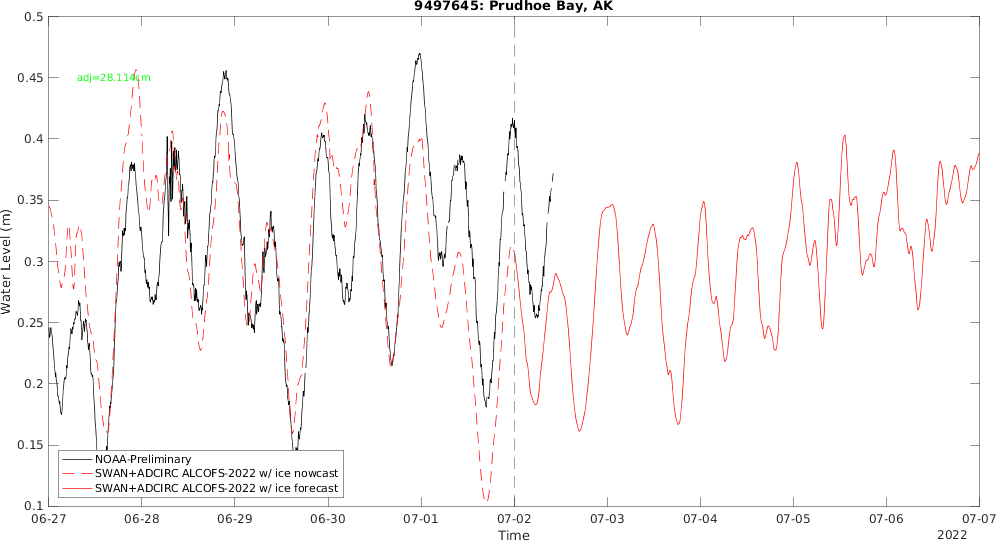 9497645: Prudhoe Bay, AK
0.5
0.45
0.4
0.35
0.3
0.25
0.2
0.15
0.1
Water Level (m)
adj=28.114cm
NOAA-Preliminary
SWAN+ADCIRC ALCOFS-2022 w/ ice nowcast
SWAN+ADCIRC ALCOFS-2022 w/ ice forecast
06-27 06-28 06-29 06-30 07-01 07-02 07-03 07-04 07-05 07-06 07-07
Time
2022